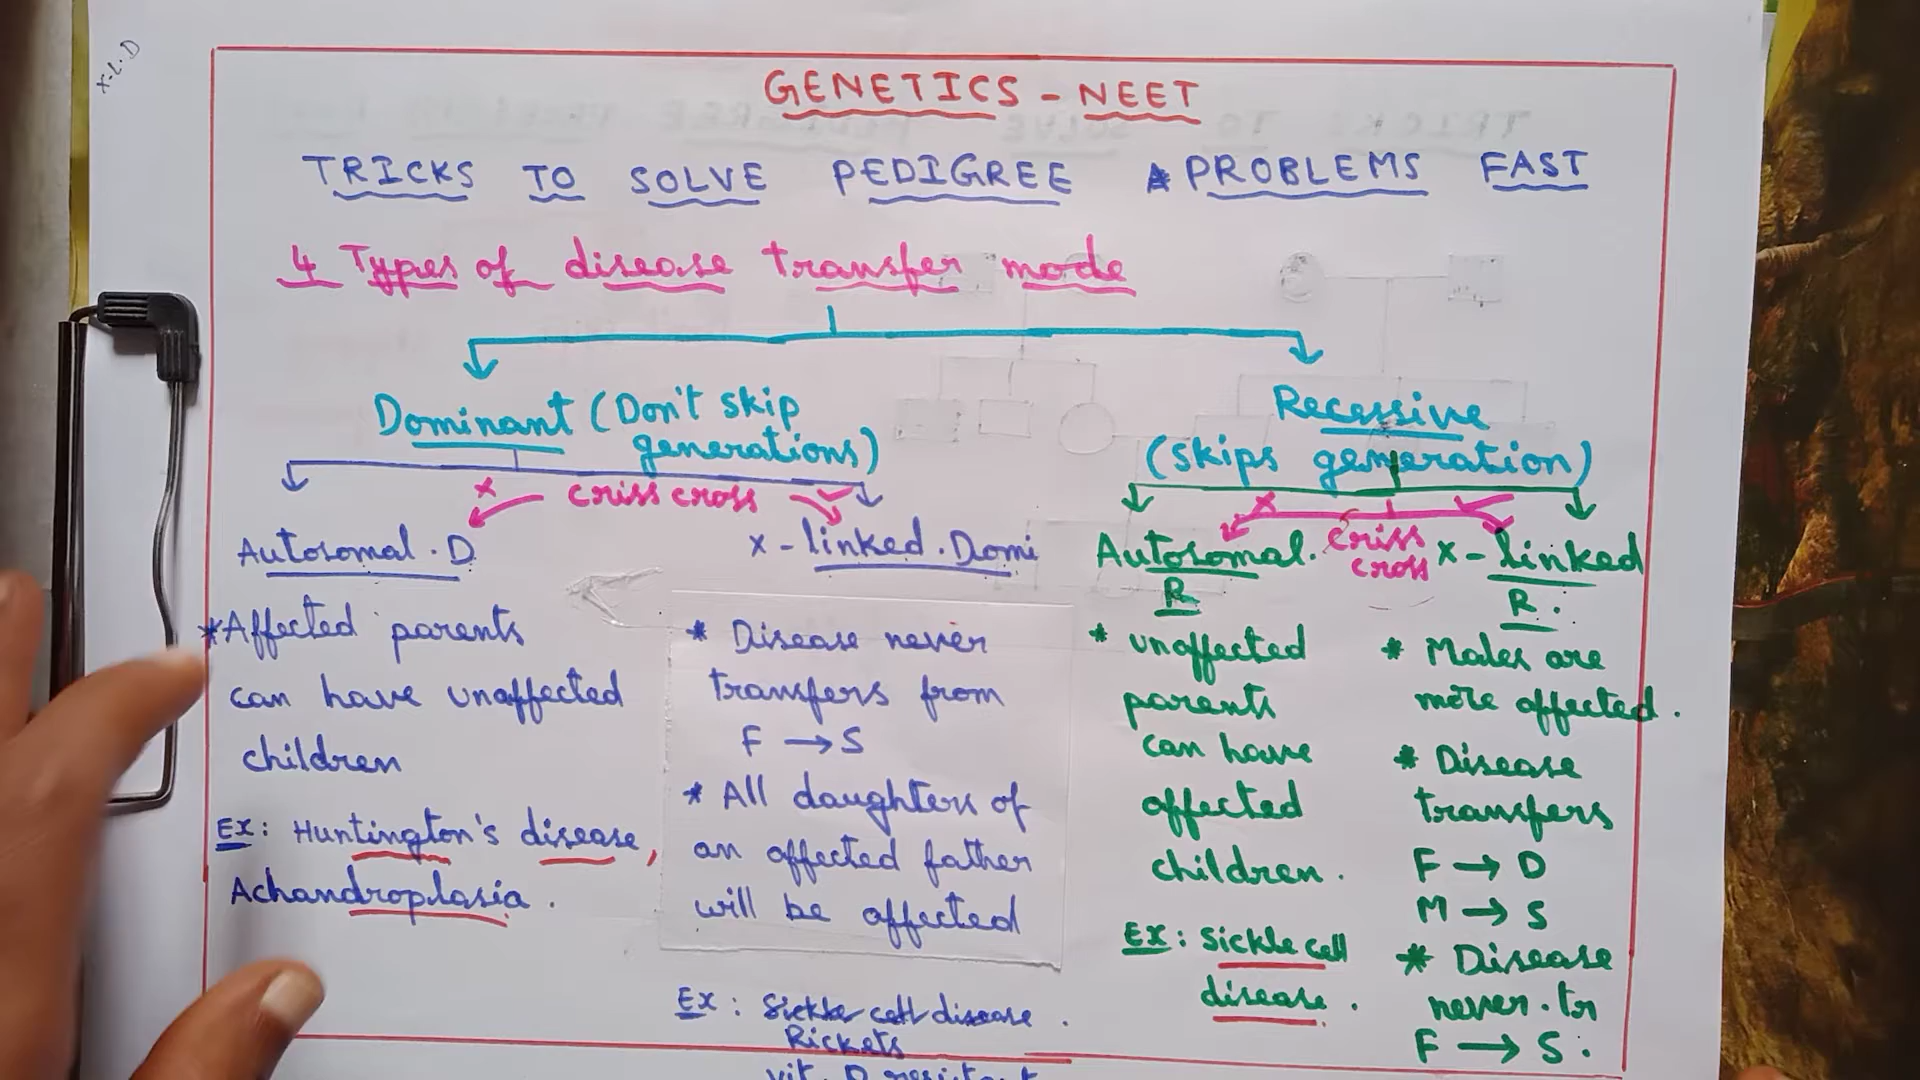 X-L-D
GENETICS - NEET
TRICKS TO SOLVE PEDIGREE PROBLEMS FAST
4 Types of disease transfer mode
Dominant (Don't skip
generations)
criss cross
Autosomal . D
x - linked . Domi
* Affected parents
can have unaffected
children
Ex : Huntington's disease,
Achandroplasia .
* Disease never
transfers from
F → S
* All daughters of
an affected father
will be affected
Ex : Sickle cell disease .
Rickets
vit. D resistant
Recessive
(skips generation)
criss
cross
Autosomal .
R
* unaffected
parents
can have
affected
children .
Ex : Sickle cell
disease .
x - linked
R .
* Males are
more affected .
* Disease
transfers
F → D
M → S
* Disease
never . tr
F → S .